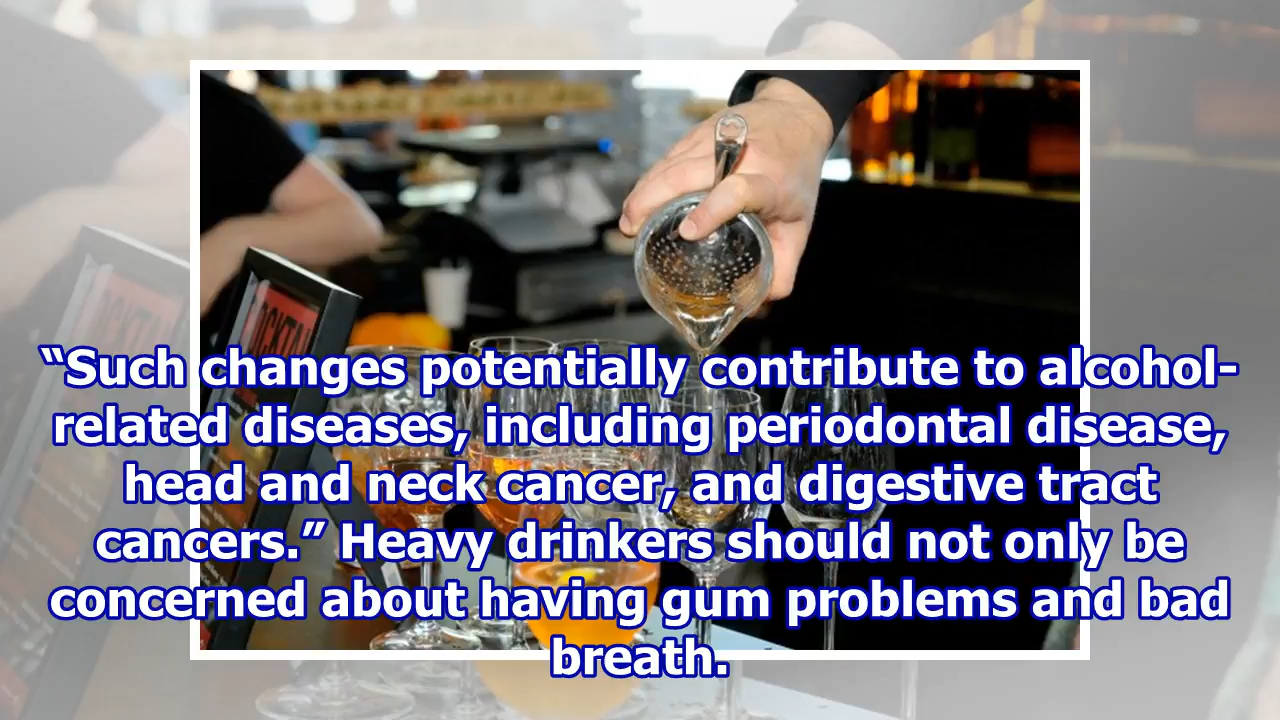 “Such changes potentially contribute to alcohol-
related diseases, including periodontal disease,
head and neck cancer, and digestive tract
cancers.” Heavy drinkers should not only be
concerned about having gum problems and bad
breath.